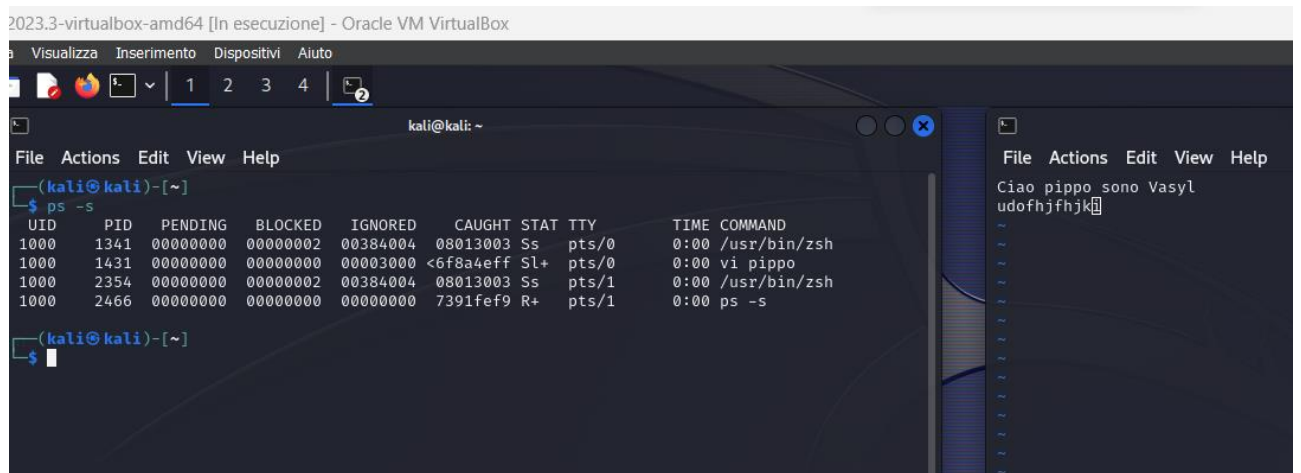 2023.3-virtualbox-amd64 [In esecuzione] - Oracle VM VirtualBox
a Visualizza Inserimento Dispositivi Aiuto
1 2 3 4 2
kali@kali: ~
File Actions Edit View Help
┌──(kali㉿kali)-[~]
└─$ ps -s
UID PID PENDING BLOCKED IGNORED CAUGHT STAT TTY TIME COMMAND
1000 1341 00000000 00000002 00384004 08013003 Ss pts/0 0:00 /usr/bin/zsh
1000 1431 00000000 00000000 00003000 <6f8a4eff Sl+ pts/0 0:00 vi pippo
1000 2354 00000000 00000002 00384004 08013003 Ss pts/1 0:00 /usr/bin/zsh
1000 2466 00000000 00000000 00000000 7391fef9 R+ pts/1 0:00 ps -s
┌──(kali㉿kali)-[~]
└─$
File Actions Edit View Help
Ciao pippo sono Vasyl
udofhjfhjki
~
~
~
~
~
~
~
~
~
~
~
~
~